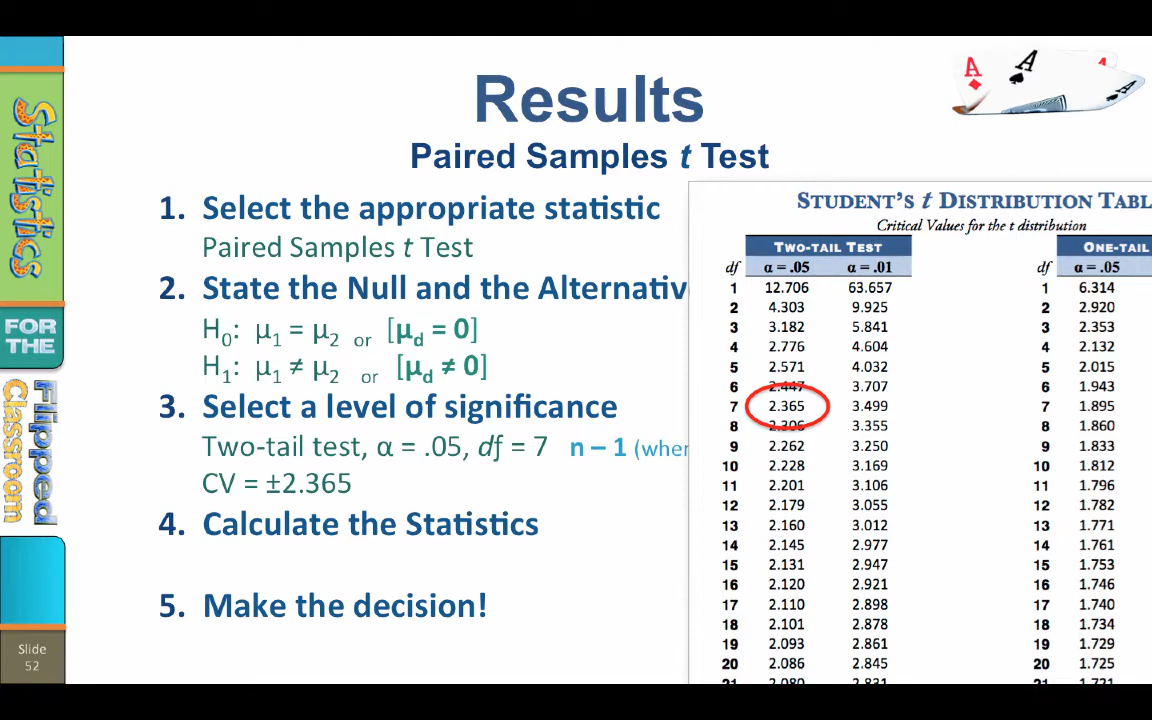 Statistics
FOR THE
Flipped Classroom
Slide 52
Results
Paired Samples t Test
1. Select the appropriate statistic
Paired Samples t Test
2. State the Null and the Alternativ
H₀: μ₁ = μ₂ or [μd = 0]
H₁: μ₁ ≠ μ₂ or [μd ≠ 0]
3. Select a level of significance
Two-tail test, α = .05, df = 7 n – 1 (wher
CV = ±2.365
4. Calculate the Statistics
5. Make the decision!
A A A A
STUDENT'S t DISTRIBUTION TABL
Critical Values for the t distribution
TWO-TAIL TEST ONE-TAIL
df α = .05 α = .01 df α = .05
1 12.706 63.657 1 6.314
2 4.303 9.925 2 2.920
3 3.182 5.841 3 2.353
4 2.776 4.604 4 2.132
5 2.571 4.032 5 2.015
6 2.447 3.707 6 1.943
7 2.365 3.499 7 1.895
8 2.306 3.355 8 1.860
9 2.262 3.250 9 1.833
10 2.228 3.169 10 1.812
11 2.201 3.106 11 1.796
12 2.179 3.055 12 1.782
13 2.160 3.012 13 1.771
14 2.145 2.977 14 1.761
15 2.131 2.947 15 1.753
16 2.120 2.921 16 1.746
17 2.110 2.898 17 1.740
18 2.101 2.878 18 1.734
19 2.093 2.861 19 1.729
20 2.086 2.845 20 1.725
21 2.080 2.831 21 1.721